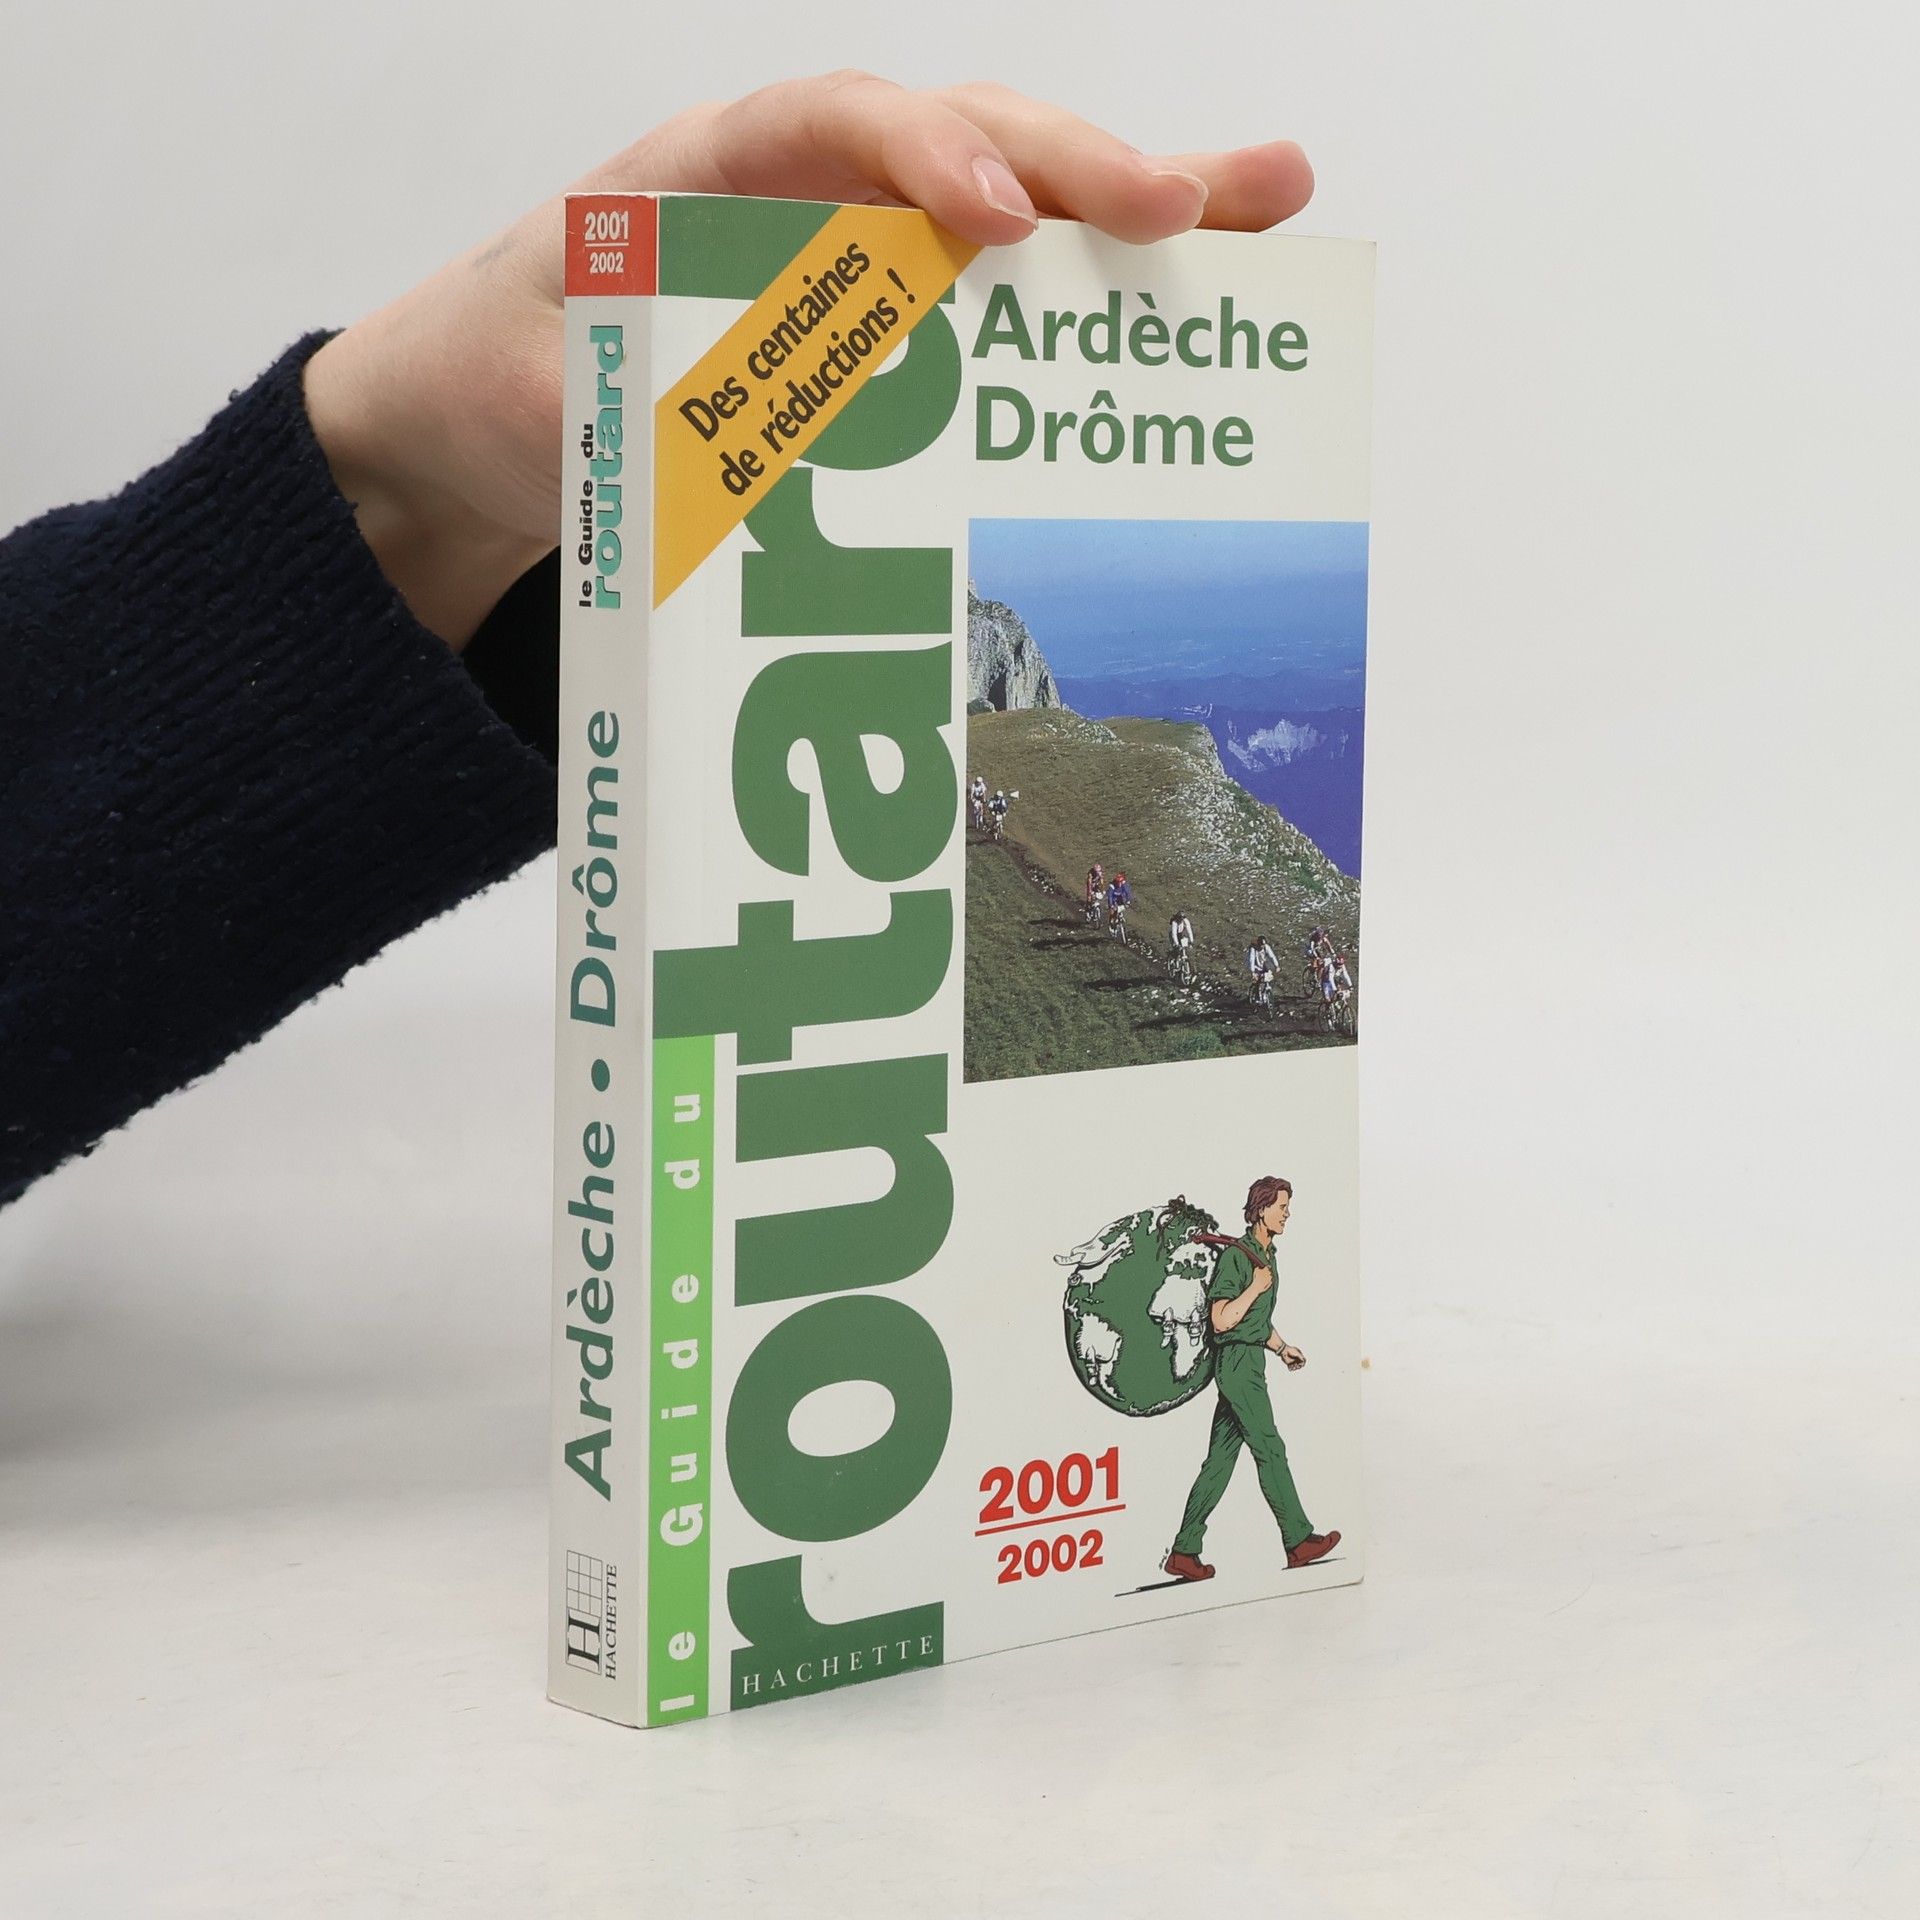 2001
2002
le Guide du
routard
Ardèche • Drôme
H
HACHETTE
Des centaines
de réductions !
le Guide du
routard
HACHETTE
Ardèche
Drôme
2001
2002